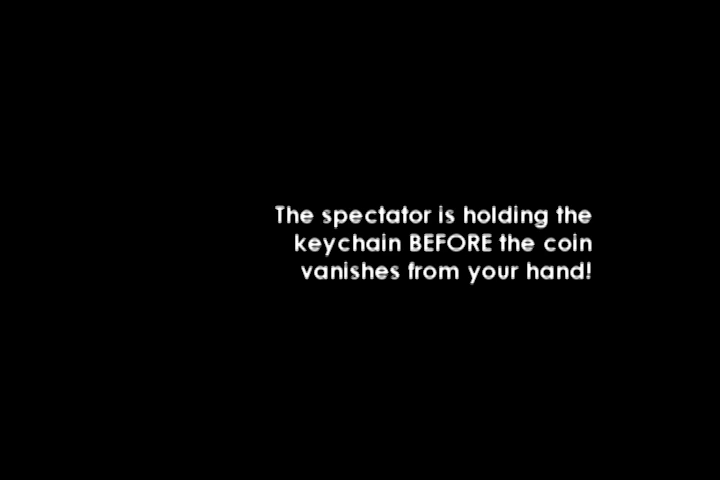 The spectator is holding the
keychain BEFORE the coin
vanishes from your hand!